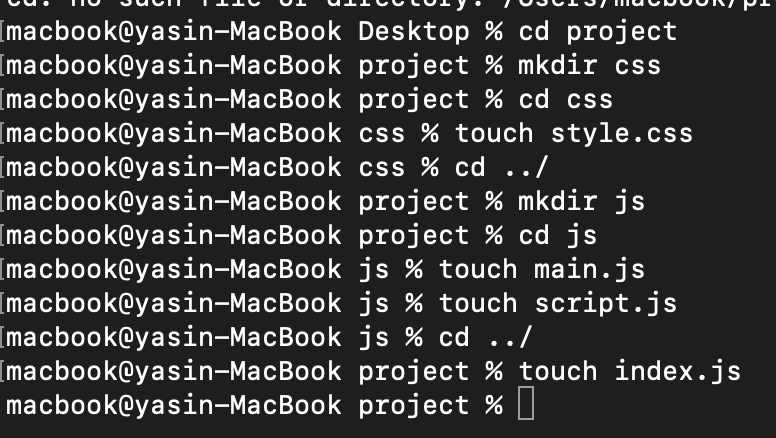 cd: no such file or directory: /Users/macbook/pr
macbook@yasin-MacBook Desktop % cd project
macbook@yasin-MacBook project % mkdir css
macbook@yasin-MacBook project % cd css
macbook@yasin-MacBook css % touch style.css
macbook@yasin-MacBook css % cd ../
macbook@yasin-MacBook project % mkdir js
macbook@yasin-MacBook project % cd js
macbook@yasin-MacBook js % touch main.js
macbook@yasin-MacBook js % touch script.js
macbook@yasin-MacBook js % cd ../
macbook@yasin-MacBook project % touch index.js
macbook@yasin-MacBook project %